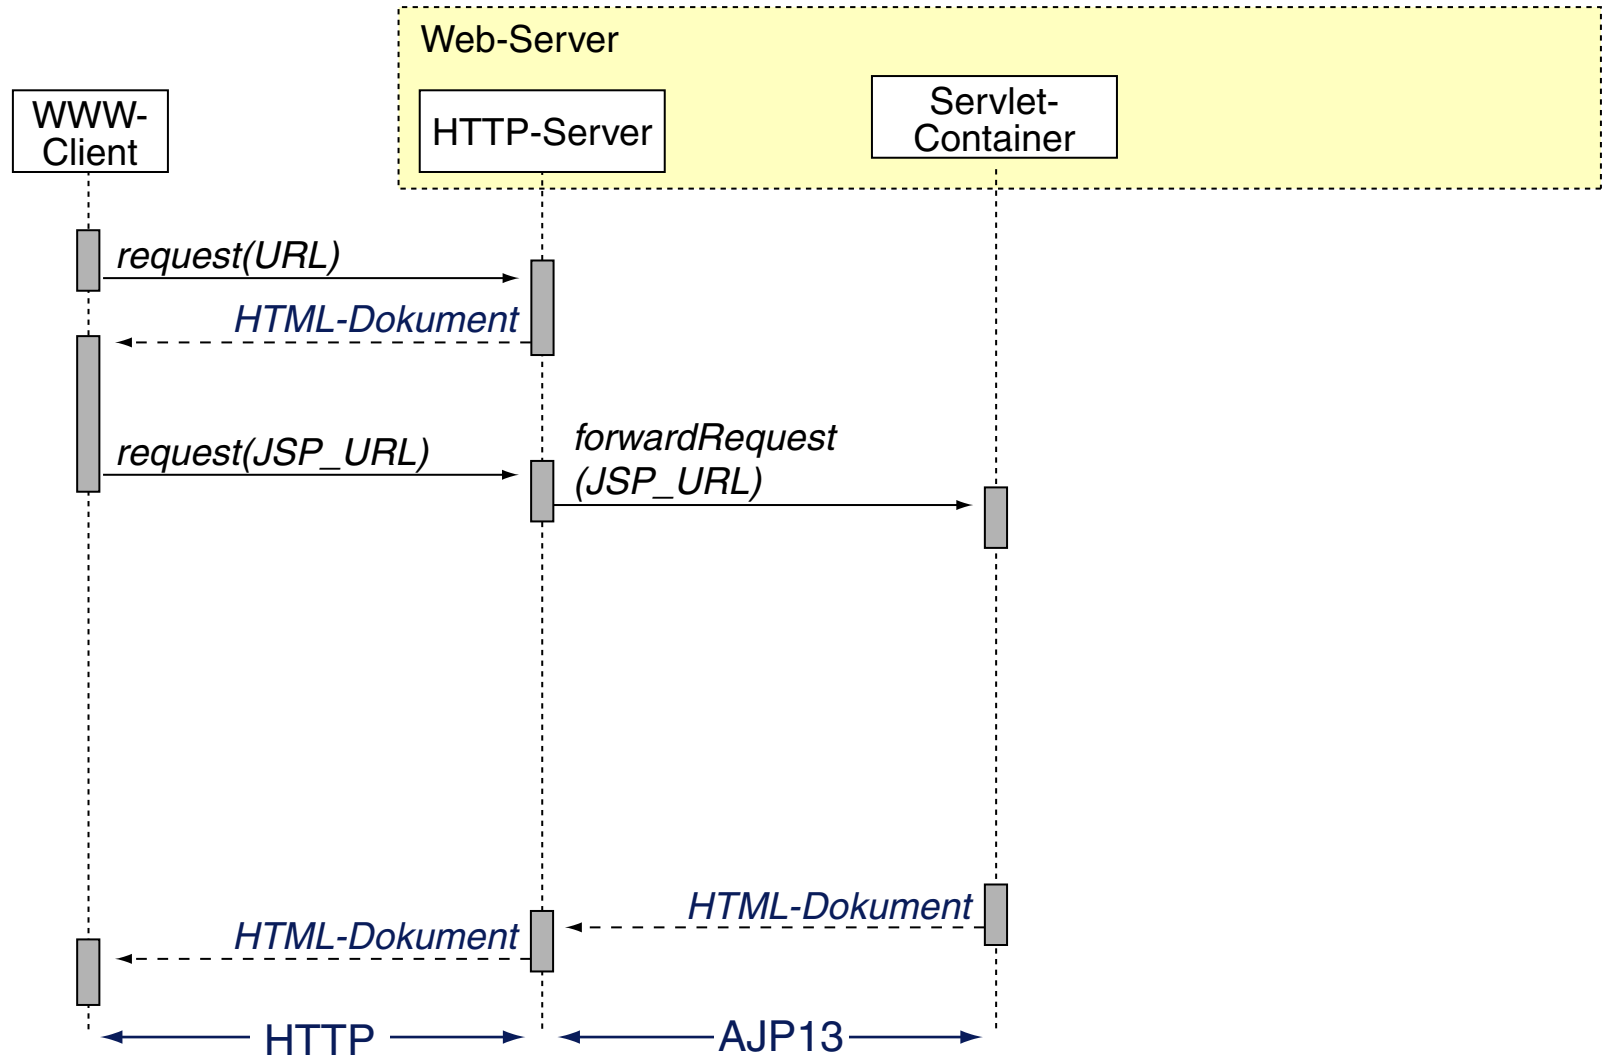 Web-Server
WWW-
Client
HTTP-Server
Servlet-
Container
request(URL)
HTML-Dokument
request(JSP_URL)
forwardRequest
(JSP_URL)
HTML-Dokument
HTML-Dokument
HTTP
AJP13